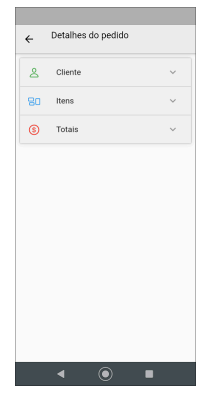 Detalhes do pedido
Cliente
Itens
Totais